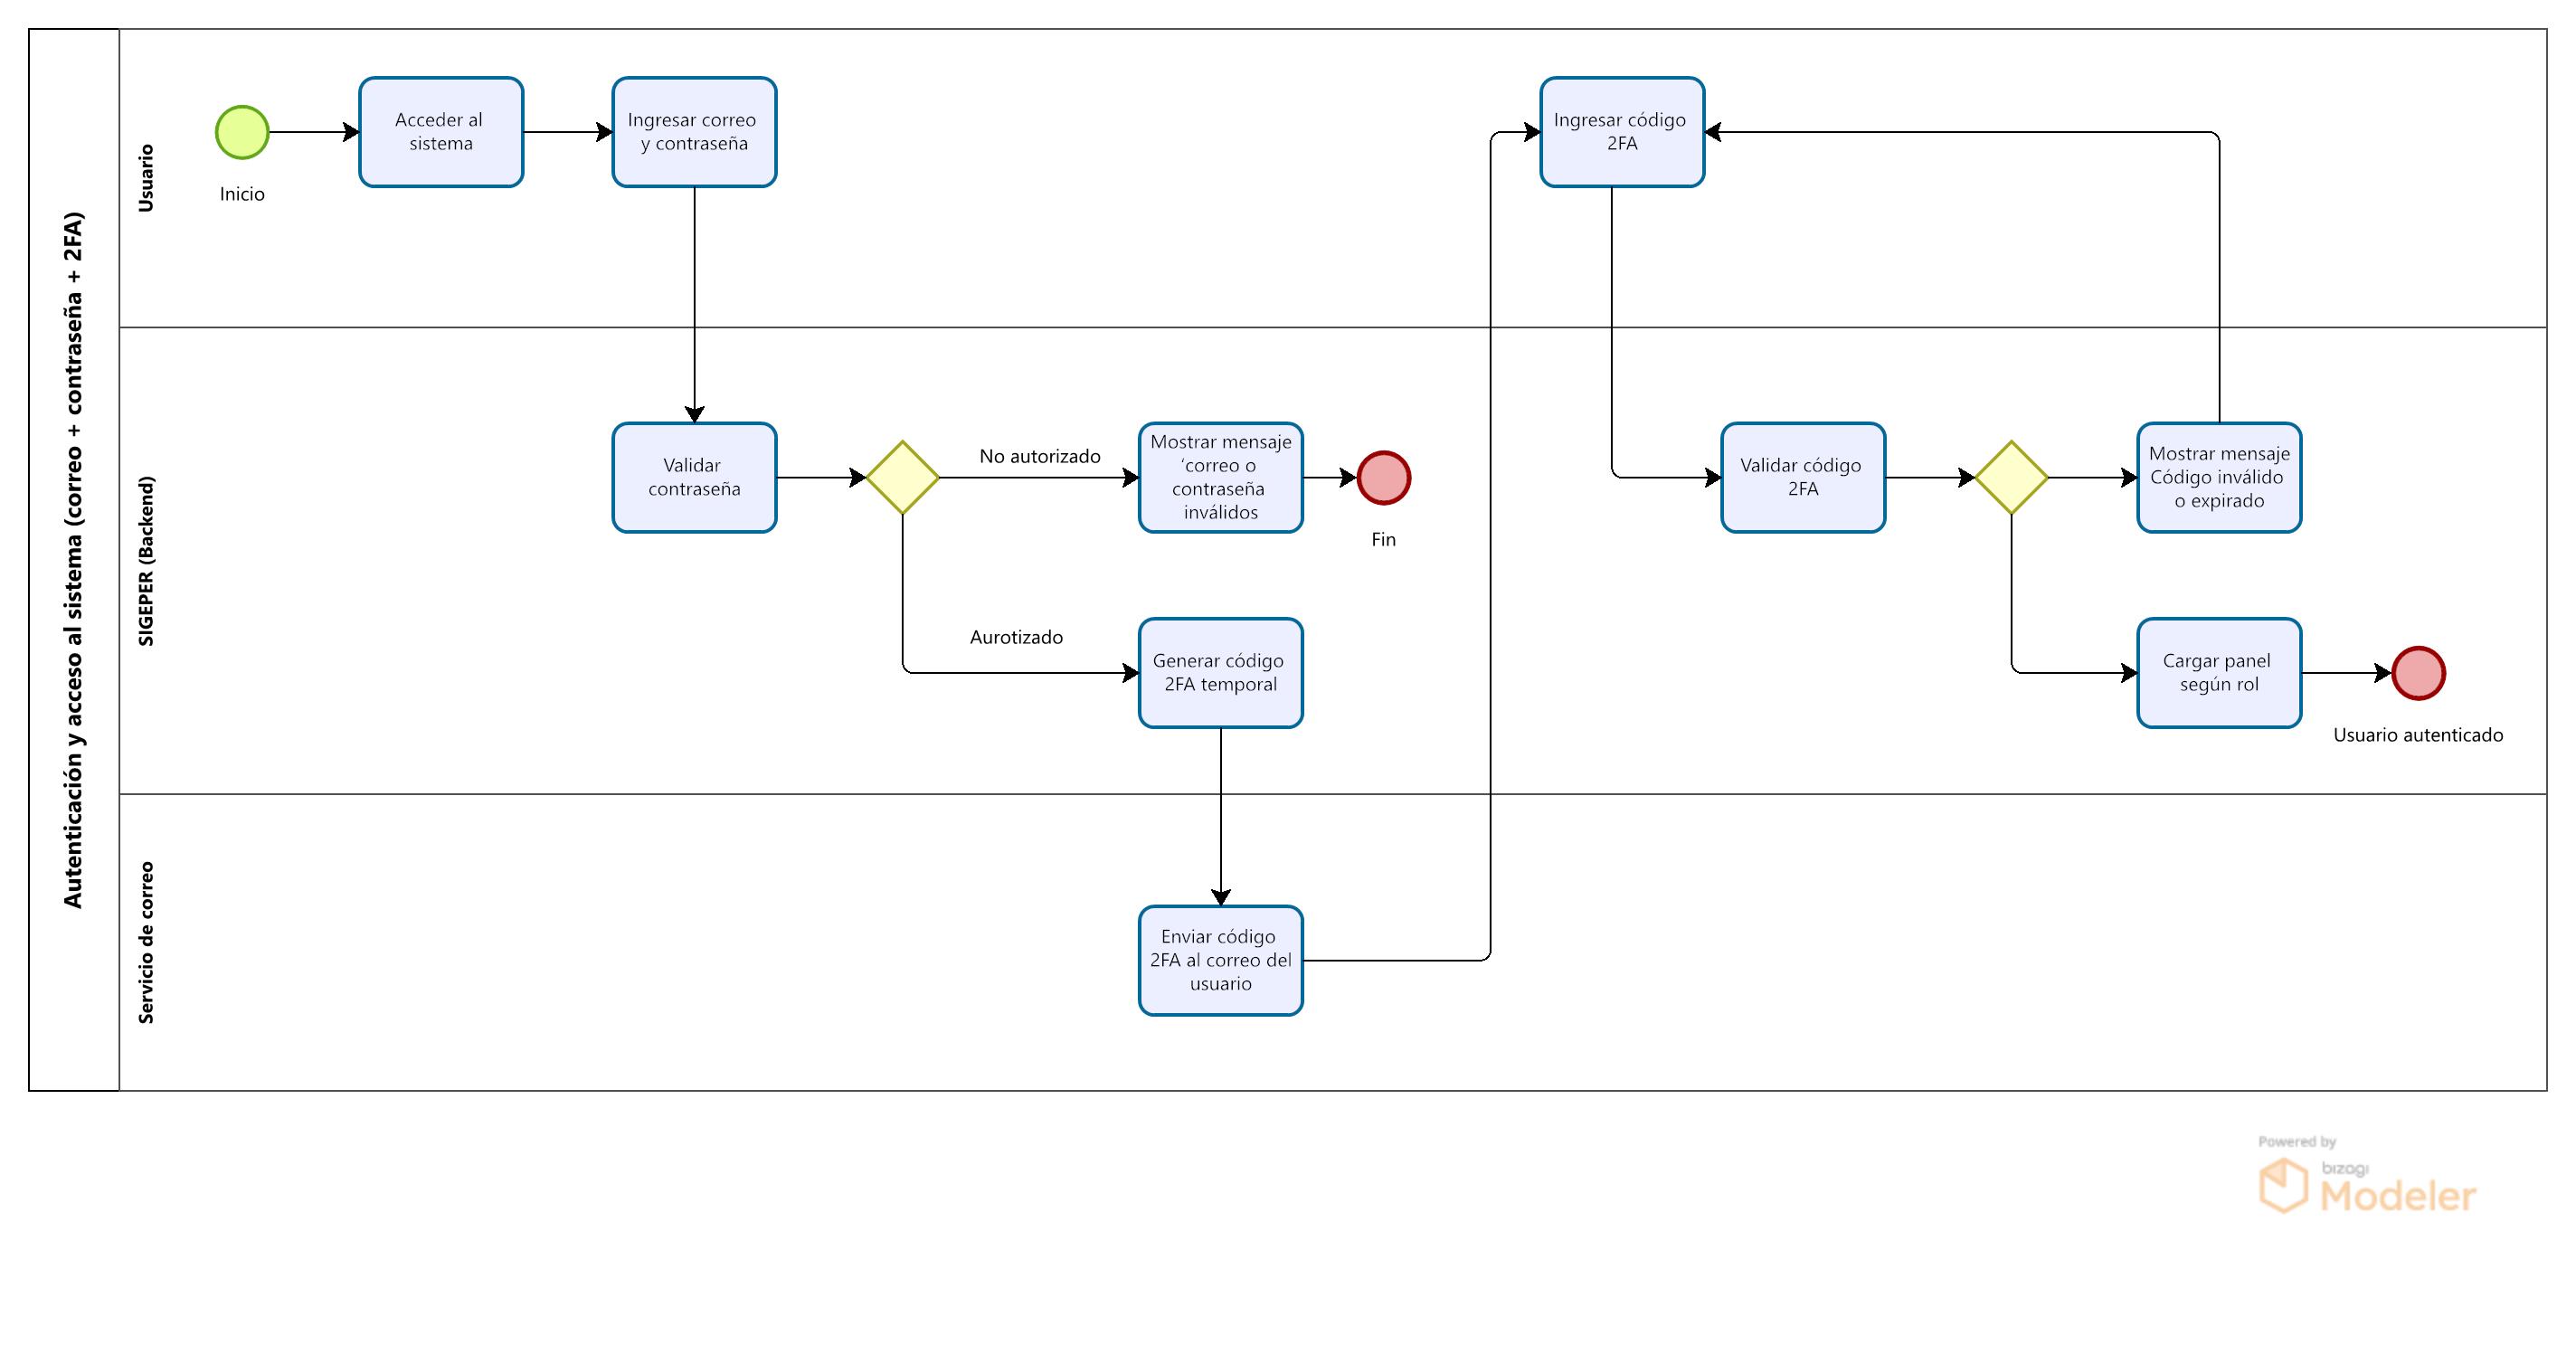 Autenticación y acceso al sistema (correo + contraseña + 2FA)
Usuario
Inicio
Acceder al
sistema
Ingresar correo
y contraseña
Ingresar código
2FA
SIGEPER (Backend)
Validar
contraseña
No autorizado
Mostrar mensaje
‘correo o
contraseña
inválidos
Fin
Aurotizado
Generar código
2FA temporal
Validar código
2FA
Mostrar mensaje
Código inválido
o expirado
Cargar panel
según rol
Usuario autenticado
Servicio de correo
Enviar código
2FA al correo del
usuario
Powered by
bizagi
Modeler